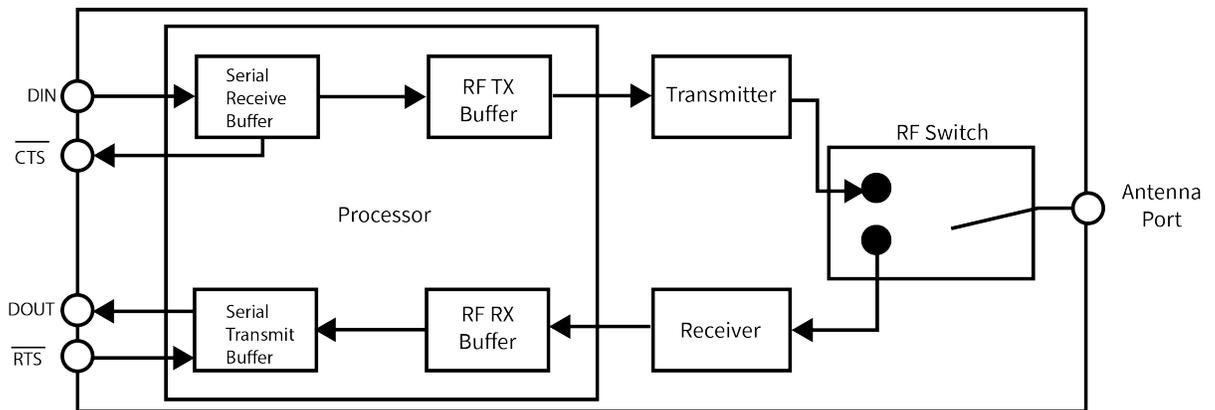 DIN
Serial
Receive
Buffer
RF TX
Buffer
Transmitter
RF Switch
CTS
Antenna
Port
Processor
DOUT
Serial
Transmit
Buffer
RF RX
Buffer
Receiver
RTS